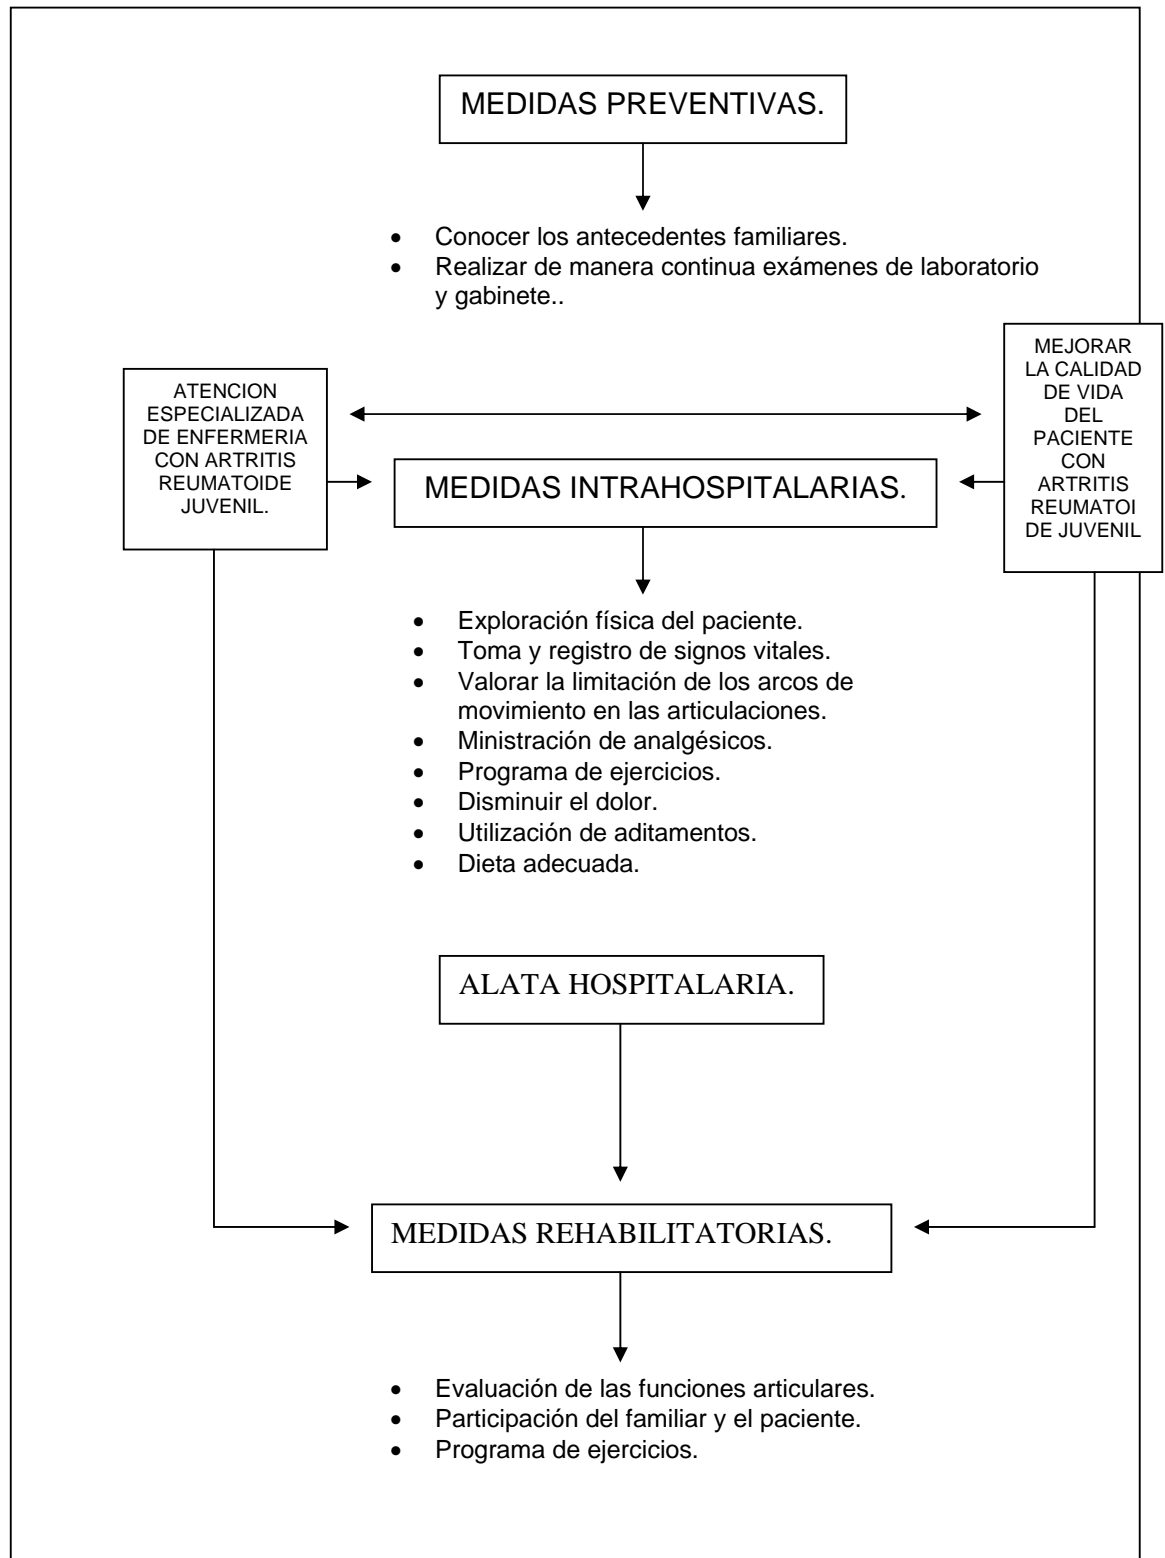 MEDIDAS PREVENTIVAS.
• Conocer los antecedentes familiares.
• Realizar de manera continua exámenes de laboratorio
y gabinete..
ATENCION
ESPECIALIZADA
DE ENFERMERIA
CON ARTRITIS
REUMATOIDE
JUVENIL.
MEJORAR
LA CALIDAD
DE VIDA
DEL
PACIENTE
CON
ARTRITIS
REUMATOI
DE JUVENIL
MEDIDAS INTRAHOSPITALARIAS.
• Exploración física del paciente.
• Toma y registro de signos vitales.
• Valorar la limitación de los arcos de
movimiento en las articulaciones.
• Ministración de analgésicos.
• Programa de ejercicios.
• Disminuir el dolor.
• Utilización de aditamentos.
• Dieta adecuada.
ALATA HOSPITALARIA.
MEDIDAS REHABILITATORIAS.
• Evaluación de las funciones articulares.
• Participación del familiar y el paciente.
• Programa de ejercicios.